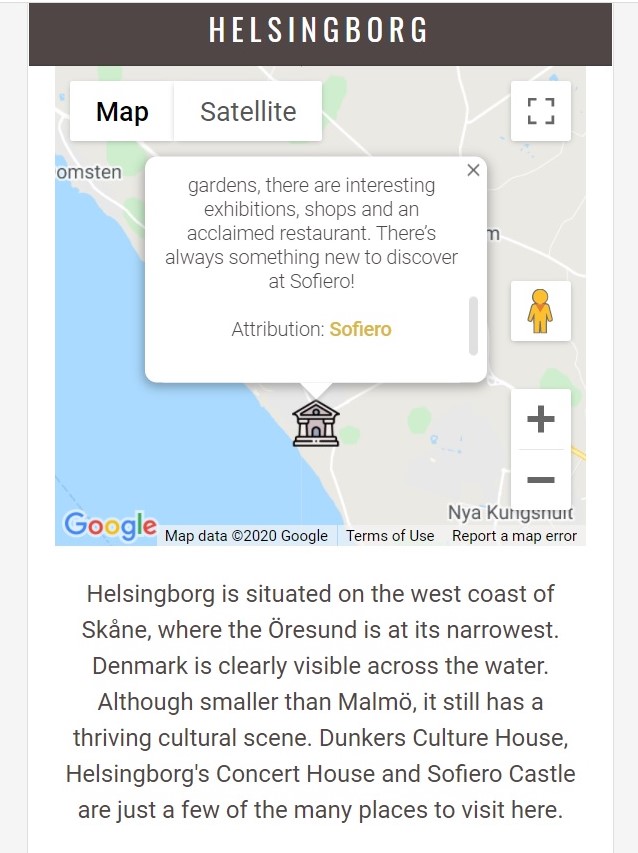 HELSINGBORG
Map Satellite
omsten
gardens, there are interesting
exhibitions, shops and an
acclaimed restaurant. There's
always something new to discover
at Sofiero!
Attribution: Sofiero
m
Nya Kungshult
Google Map data ©2020 Google Terms of Use Report a map error
Helsingborg is situated on the west coast of
Skåne, where the Öresund is at its narrowest.
Denmark is clearly visible across the water.
Although smaller than Malmö, it still has a
thriving cultural scene. Dunkers Culture House,
Helsingborg's Concert House and Sofiero Castle
are just a few of the many places to visit here.